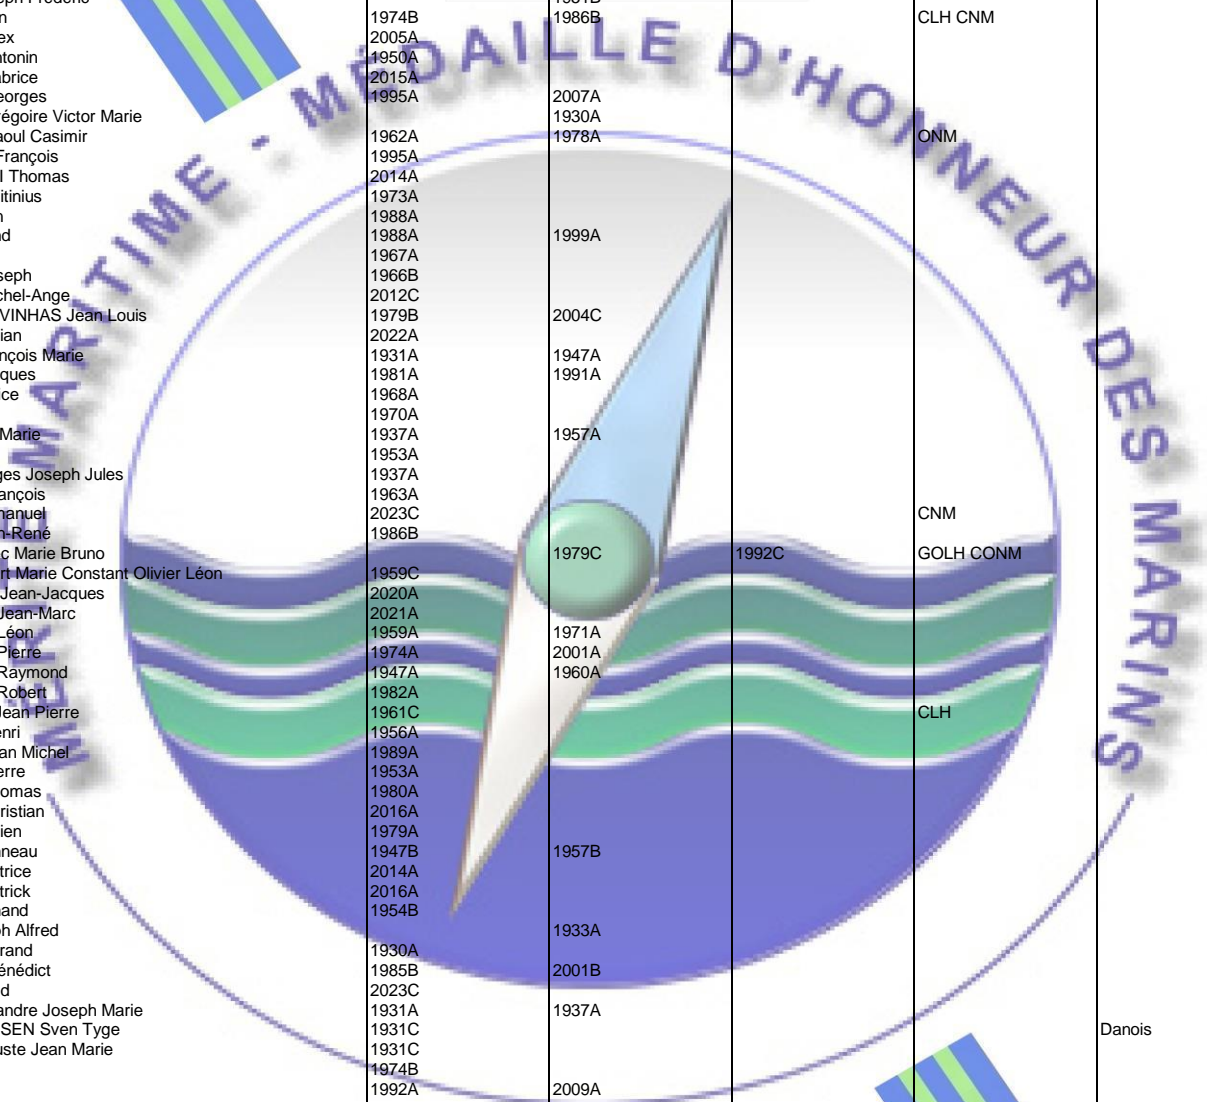 MÉRITE MARITIME - MÉDAILLE D'HONNEUR DES MARINS
1974B 1986B CLH CNM
2005A
1950A
2015A
eorges 1995A 2007A
égoire Victor Marie 1930A
aoul Casimir 1962A 1978A ONM
François 1995A
l Thomas 2014A
itinius 1973A
n 1988A
nd 1988A 1999A
1967A
seph 1966B
chel-Ange 2012C
VINHAS Jean Louis 1979B 2004C
ian 2022A
nçois Marie 1931A 1947A
ques 1981A 1991A
ice 1968A
1970A
Marie 1937A 1957A
1953A
ges Joseph Jules 1937A
ançois 1963A
nanuel 2023C CNM
n-René 1986B
c Marie Bruno 1979C 1992C GOLH CONM
rt Marie Constant Olivier Léon 1959C
Jean-Jacques 2020A
Jean-Marc 2021A
Léon 1959A 1971A
Pierre 1974A 2001A
Raymond 1947A 1960A
Robert 1982A
Jean Pierre 1961C CLH
enri 1956A
an Michel 1989A
erre 1953A
omas 1980A
ristian 2016A
ien 1979A
nneau 1947B 1957B
trice 2014A
trick 2016A
nand 1954B
h Alfred 1933A
rand 1930A
énédict 1985B 2001B
d 2023C
andre Joseph Marie 1931A 1937A
SEN Sven Tyge 1931C Danois
uste Jean Marie 1931C
1974B
1992A 2009A